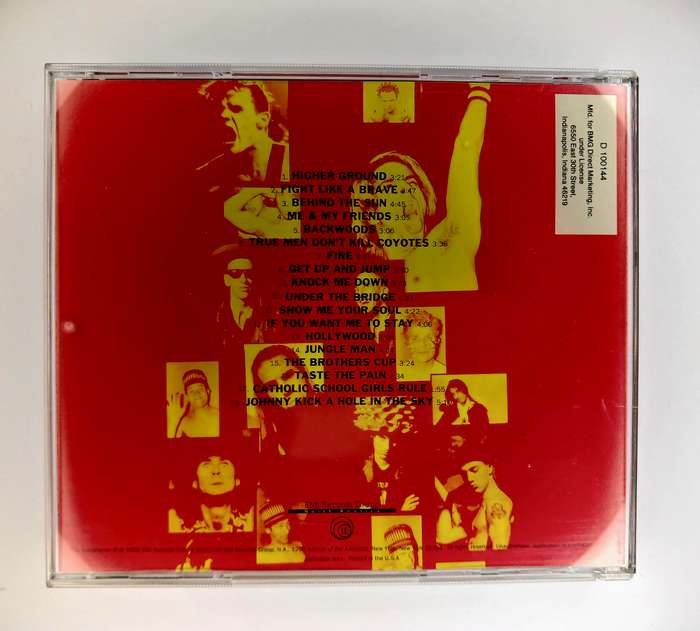 1. HIGHER GROUND 3:21
2. FIGHT LIKE A BRAVE 3:47
3. BEHIND THE SUN 4:45
4. ME & MY FRIENDS 3:05
5. BACKWOODS 3:06
TRUE MEN DON'T KILL COYOTES 3:36
FIRE
GET UP AND JUMP
KNOCK ME DOWN
UNDER THE BRIDGE
SHOW ME YOUR SOUL 4:22
IF YOU WANT ME TO STAY 4:06
HOLLYWOOD
14. JUNGLE MAN
15. THE BROTHERS CUP 3:24
TASTE THE PAIN
CATHOLIC SCHOOL GIRLS RULE 1:55
JOHNNY KICK A HOLE IN THE SKY
D 100144
Mfd. for BMG Direct Marketing, Inc.
under License
6550 East 30th Street,
Indianapolis, Indiana 46219
Printed in the U.S.A.